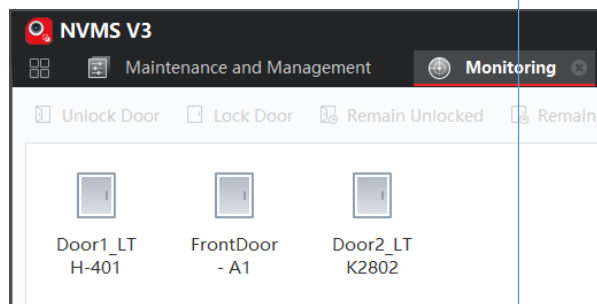 NVMS V3
Maintenance and Management Monitoring
Unlock Door Lock Door Remain Unlocked Remain
Door1_LT FrontDoor Door2_LT
H-401 - A1 K2802